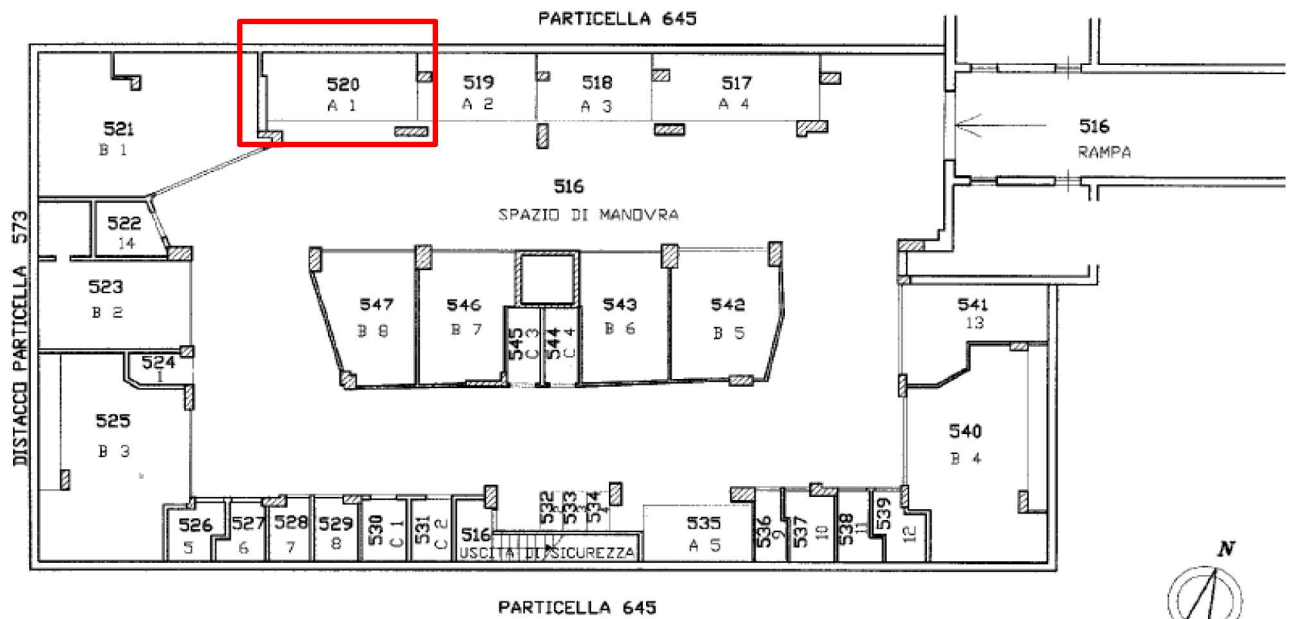 PARTICELLA 645
520
A 1
519
A 2
518
A 3
517
A 4
521
B 1
516
RAMPA
516
SPAZIO DI MANOVRA
522
14
DISTACCO PARTICELLA 573
523
B 2
547
B 8
546
B 7
545
C 3
544
C 4
543
B 6
542
B 5
541
13
524
1
525
B 3
540
B 4
526
5
527
6
528
7
529
8
530
C 1
531
C 2
516
USCITA DI SICUREZZA
532
2
533
3
534
4
535
A 5
536
9
537
10
538
11
539
12
N
PARTICELLA 645